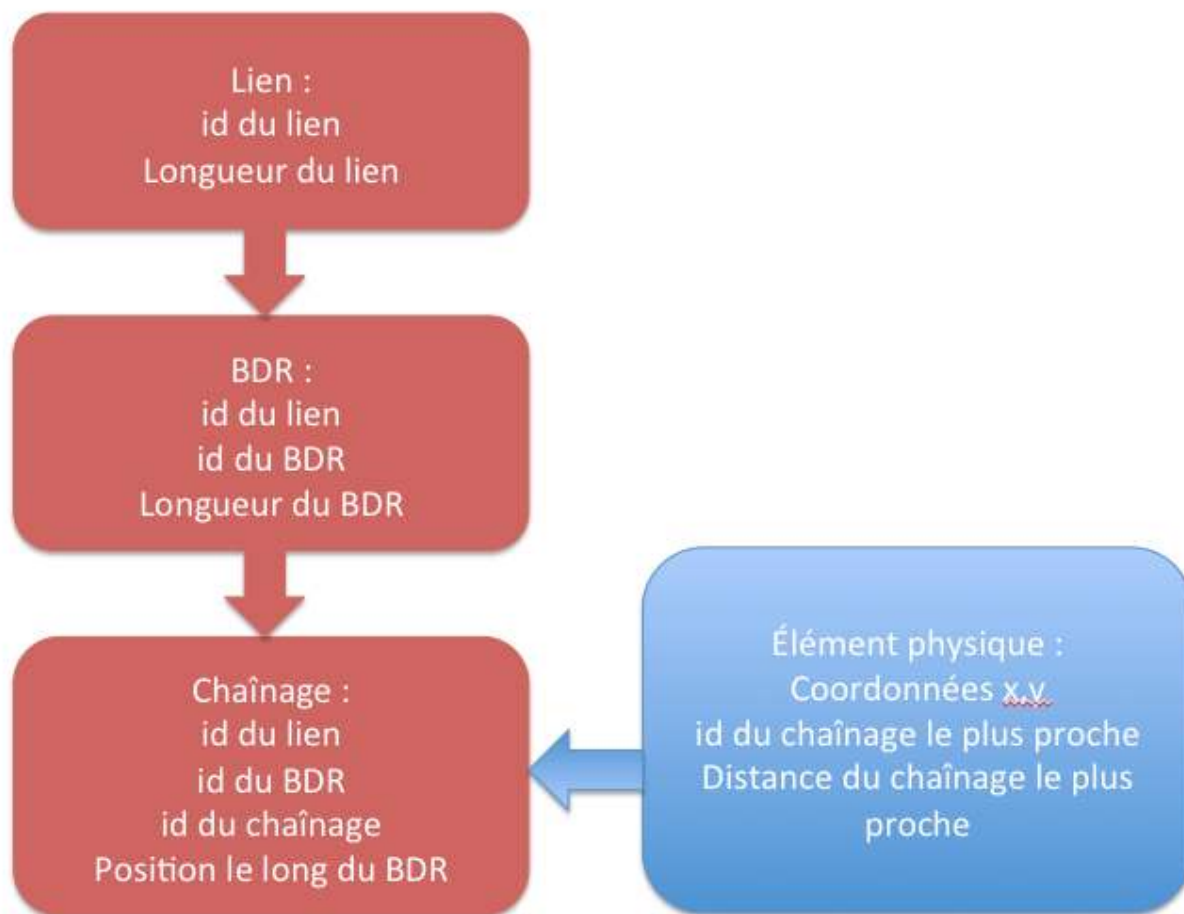 Lien :
id du lien
Longueur du lien
BDR :
id du lien
id du BDR
Longueur du BDR
Chaînage :
id du lien
id du BDR
id du chaînage
Position le long du BDR
Élément physique :
Coordonnées x,y
id du chaînage le plus proche
Distance du chaînage le plus
proche